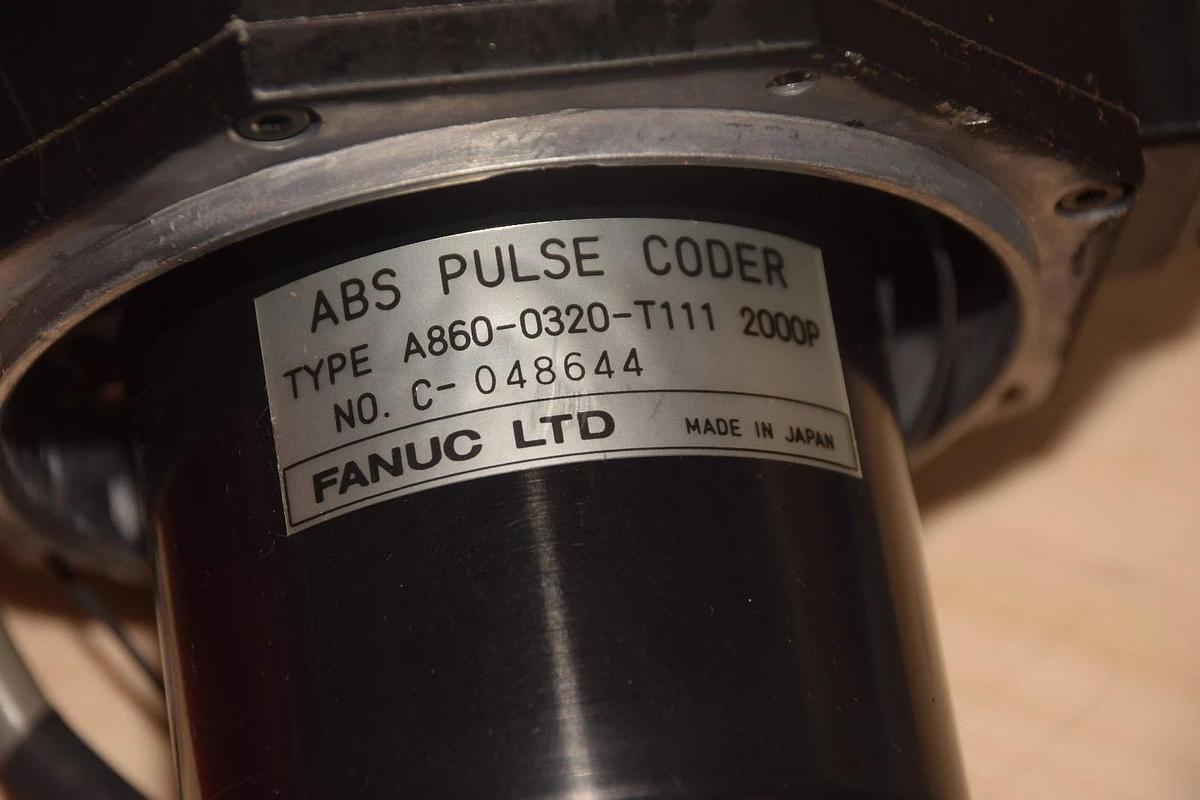 ABS PULSE CODER
TYPE A860-0320-T111 2000P
NO. C- 048644
FANUC LTD MADE IN JAPAN